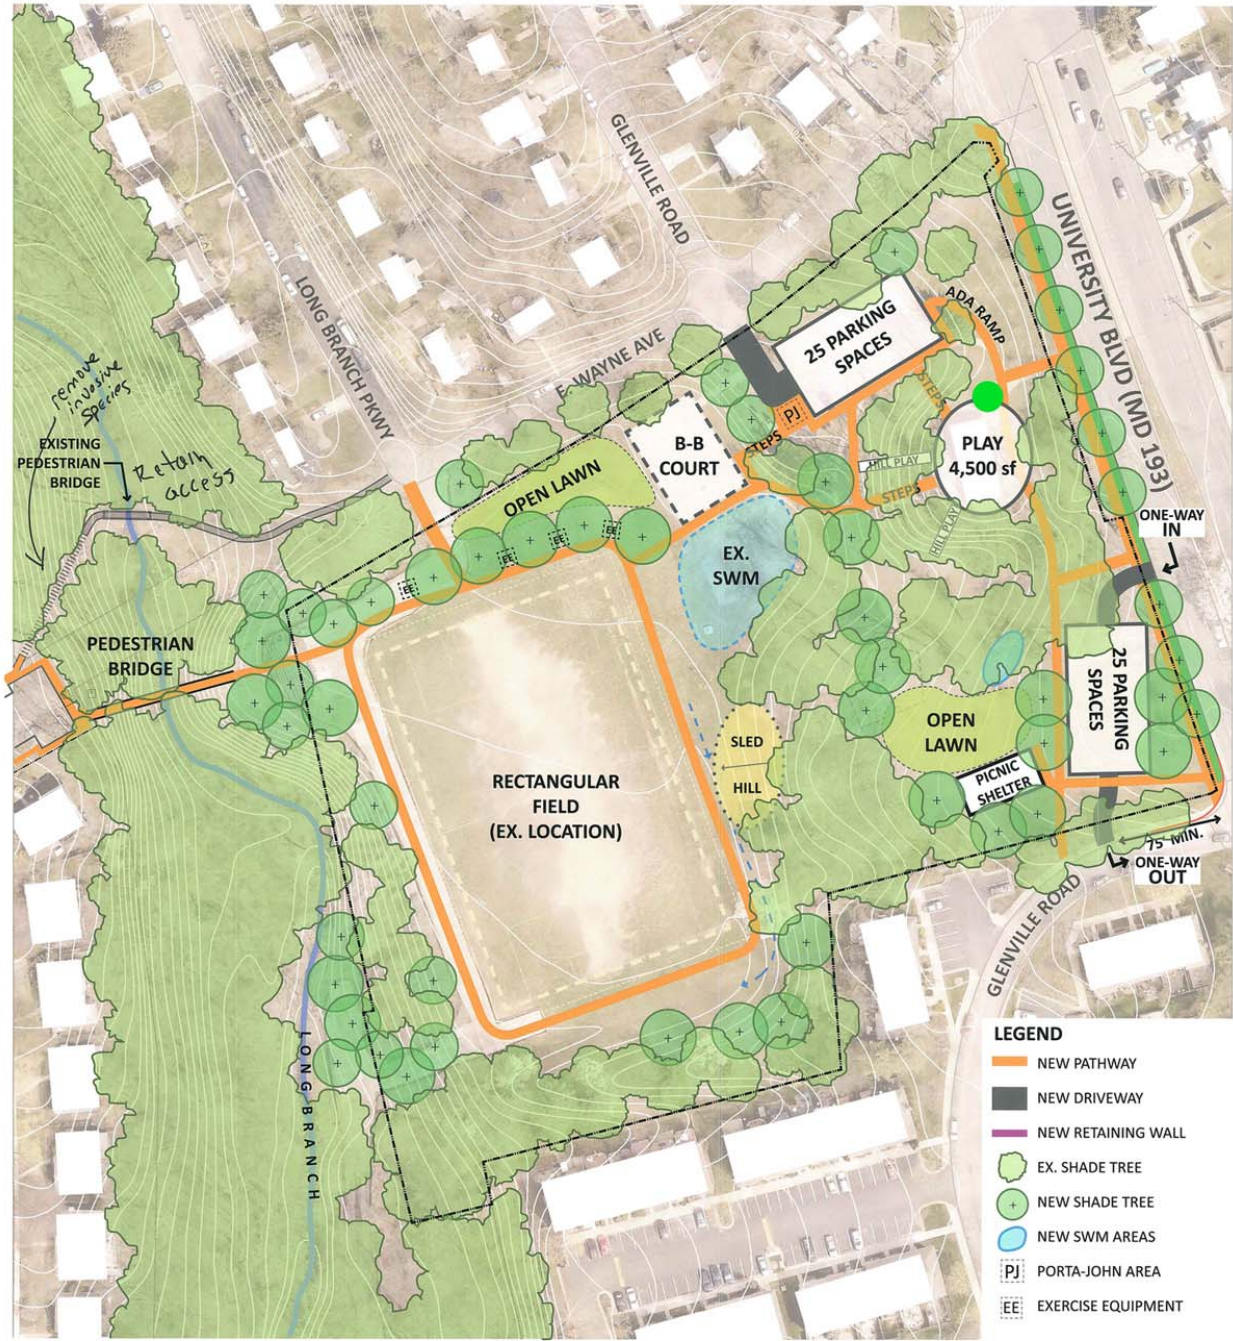 GLENVILLE ROAD
UNIVERSITY BLVD (MD 193)
LONG BRANCH PKWY
E. WAYNE AVE
25 PARKING
SPACES
ADA RAMP
remove
invasive
species
EXISTING
PEDESTRIAN
BRIDGE
Retain
access
STEPS
PJ
B-B
COURT
STEPS
PLAY
4,500 sf
HILL PLAY
STEPS
HILL PLAY
OPEN LAWN
EE
EE
EE
EE
EX.
SWM
ONE-WAY
IN
PEDESTRIAN
BRIDGE
25 PARKING
SPACES
OPEN
LAWN
SLED
HILL
PICNIC
SHELTER
RECTANGULAR
FIELD
(EX. LOCATION)
75' MIN.
ONE-WAY
OUT
GLENVILLE ROAD
LONG BRANCH
LEGEND
NEW PATHWAY
NEW DRIVEWAY
NEW RETAINING WALL
EX. SHADE TREE
NEW SHADE TREE
NEW SWM AREAS
PJ PORTA-JOHN AREA
EE EXERCISE EQUIPMENT